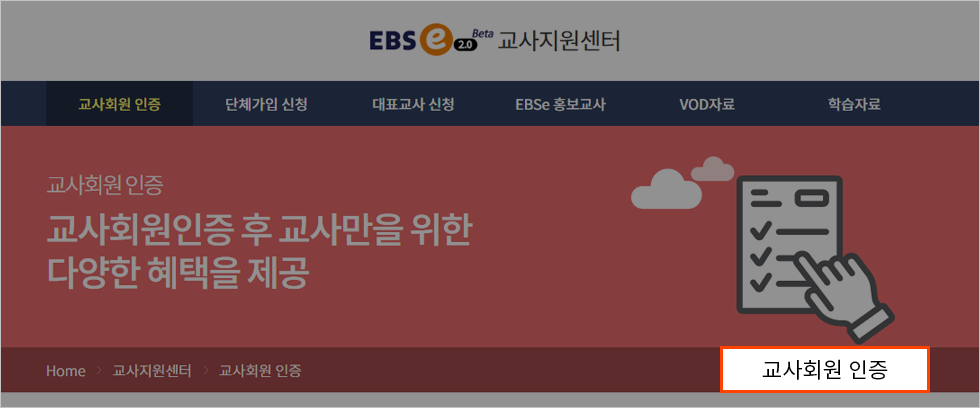 EBS e 2.0 Beta 교사지원센터
교사회원 인증 단체가입 신청 대표교사 신청 EBSe 홍보교사 VOD자료 학습자료
교사회원 인증
교사회원인증 후 교사만을 위한
다양한 혜택을 제공
Home > 교사지원센터 > 교사회원 인증
교사회원 인증